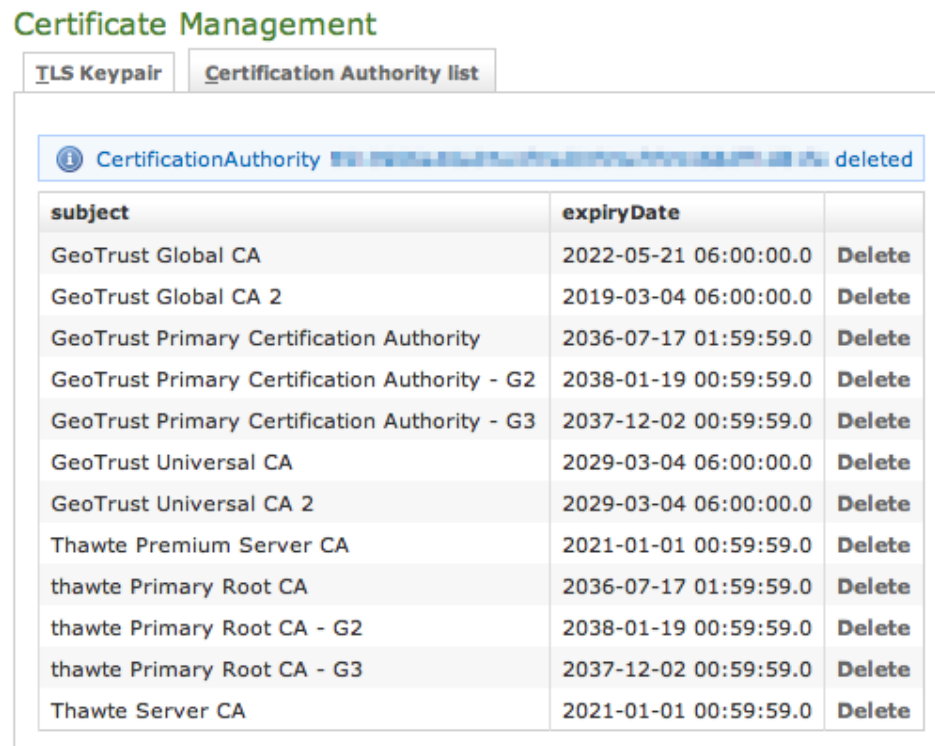 Certificate Management
TLS Keypair Certification Authority list
CertificationAuthority deleted
subject expiryDate
GeoTrust Global CA 2022-05-21 06:00:00.0 Delete
GeoTrust Global CA 2 2019-03-04 06:00:00.0 Delete
GeoTrust Primary Certification Authority 2036-07-17 01:59:59.0 Delete
GeoTrust Primary Certification Authority - G2 2038-01-19 00:59:59.0 Delete
GeoTrust Primary Certification Authority - G3 2037-12-02 00:59:59.0 Delete
GeoTrust Universal CA 2029-03-04 06:00:00.0 Delete
GeoTrust Universal CA 2 2029-03-04 06:00:00.0 Delete
Thawte Premium Server CA 2021-01-01 00:59:59.0 Delete
thawte Primary Root CA 2036-07-17 01:59:59.0 Delete
thawte Primary Root CA - G2 2038-01-19 00:59:59.0 Delete
thawte Primary Root CA - G3 2037-12-02 00:59:59.0 Delete
Thawte Server CA 2021-01-01 00:59:59.0 Delete